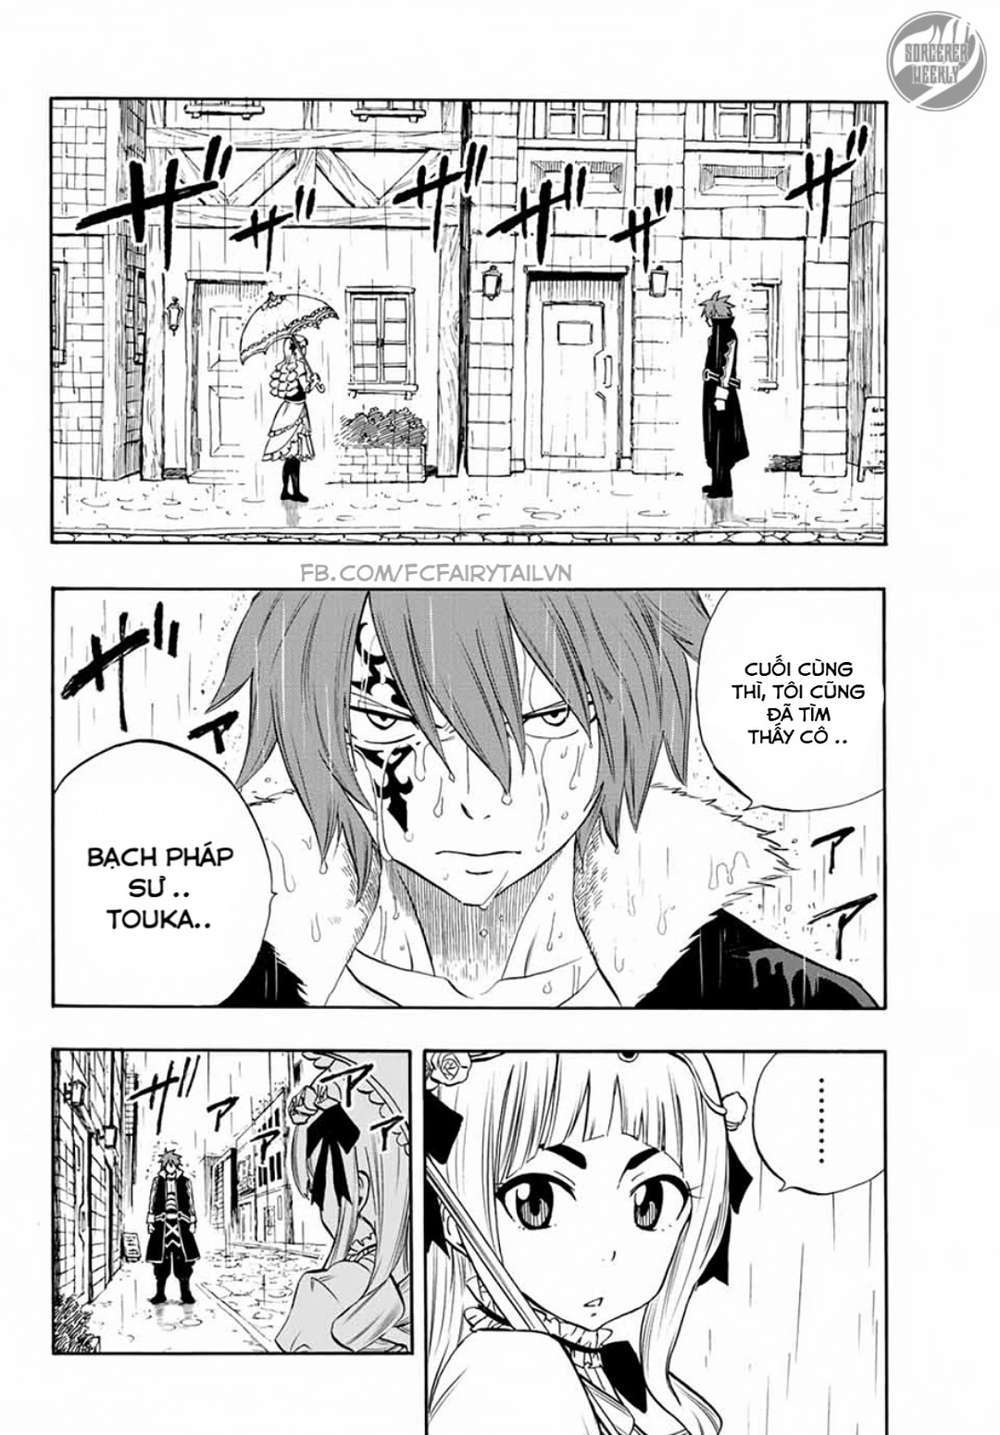 SORCERER
WEEKLY
ザザ ザザザザ
FB.COM/FCFAIRYTAILVN
CUỐI CÙNG
THÌ, TÔI CŨNG
ĐÃ TÌM
THẤY CÔ ..
ザァァァ
BẠCH PHÁP
SƯ ..
TOUKA..
ザァァ
........